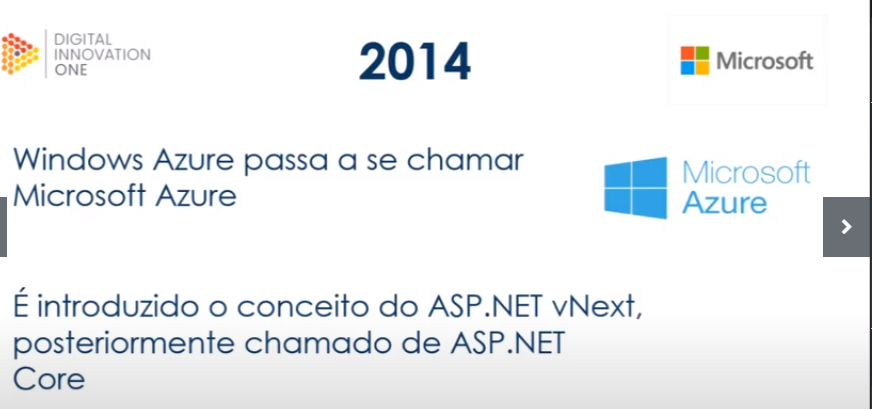 DIGITAL
INNOVATION
ONE
2014
Microsoft
Windows Azure passa a se chamar
Microsoft Azure
Microsoft
Azure
É introduzido o conceito do ASP.NET vNext,
posteriormente chamado de ASP.NET
Core